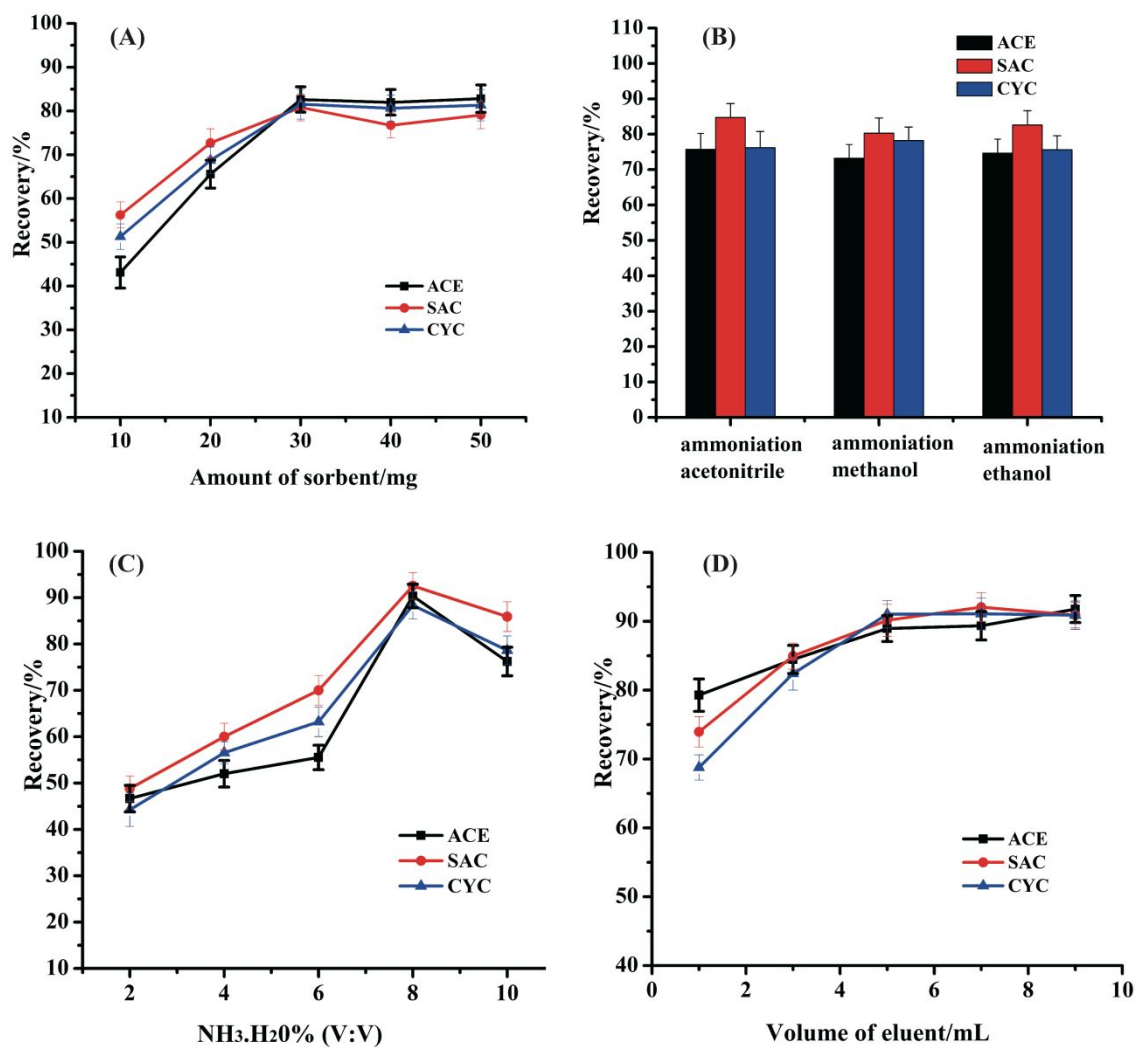 (A)
Recovery/%
100
90
80
70
60
50
40
30
20
10
ACE
SAC
CYC
10 20 30 40 50
Amount of sorbent/mg
(B)
Recovery/%
110
100
90
80
70
60
50
40
30
20
10
0
ACE
SAC
CYC
ammoniation acetonitrile
ammoniation methanol
ammoniation ethanol
(C)
Recovery/%
100
90
80
70
60
50
40
30
20
10
ACE
SAC
CYC
2 4 6 8 10
NH₃.H₂0% (V:V)
(D)
Recovery/%
100
90
80
70
60
50
40
ACE
SAC
CYC
0 2 4 6 8 10
Volume of eluent/mL